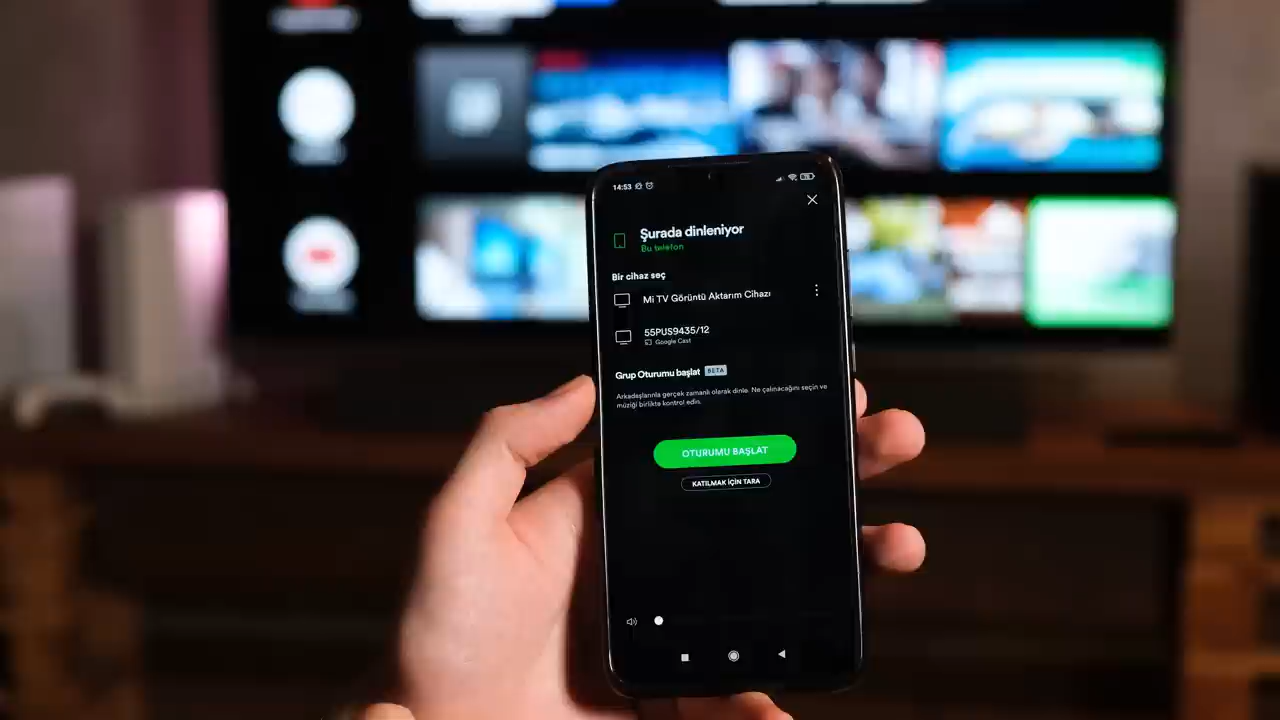 14:53
Şurada dinleniyor
Bu telefon
Bir cihaz seç
Mi TV Görüntü Aktarım Cihazı
55PUS9435/12
Google Cast
Grup Oturumu başlat BETA
Arkadaşlarınla gerçek zamanlı olarak dinle. Ne çalınacağını seçin ve
müziği birlikte kontrol edin.
OTURUMU BAŞLAT
KATILMAK İÇİN TARA